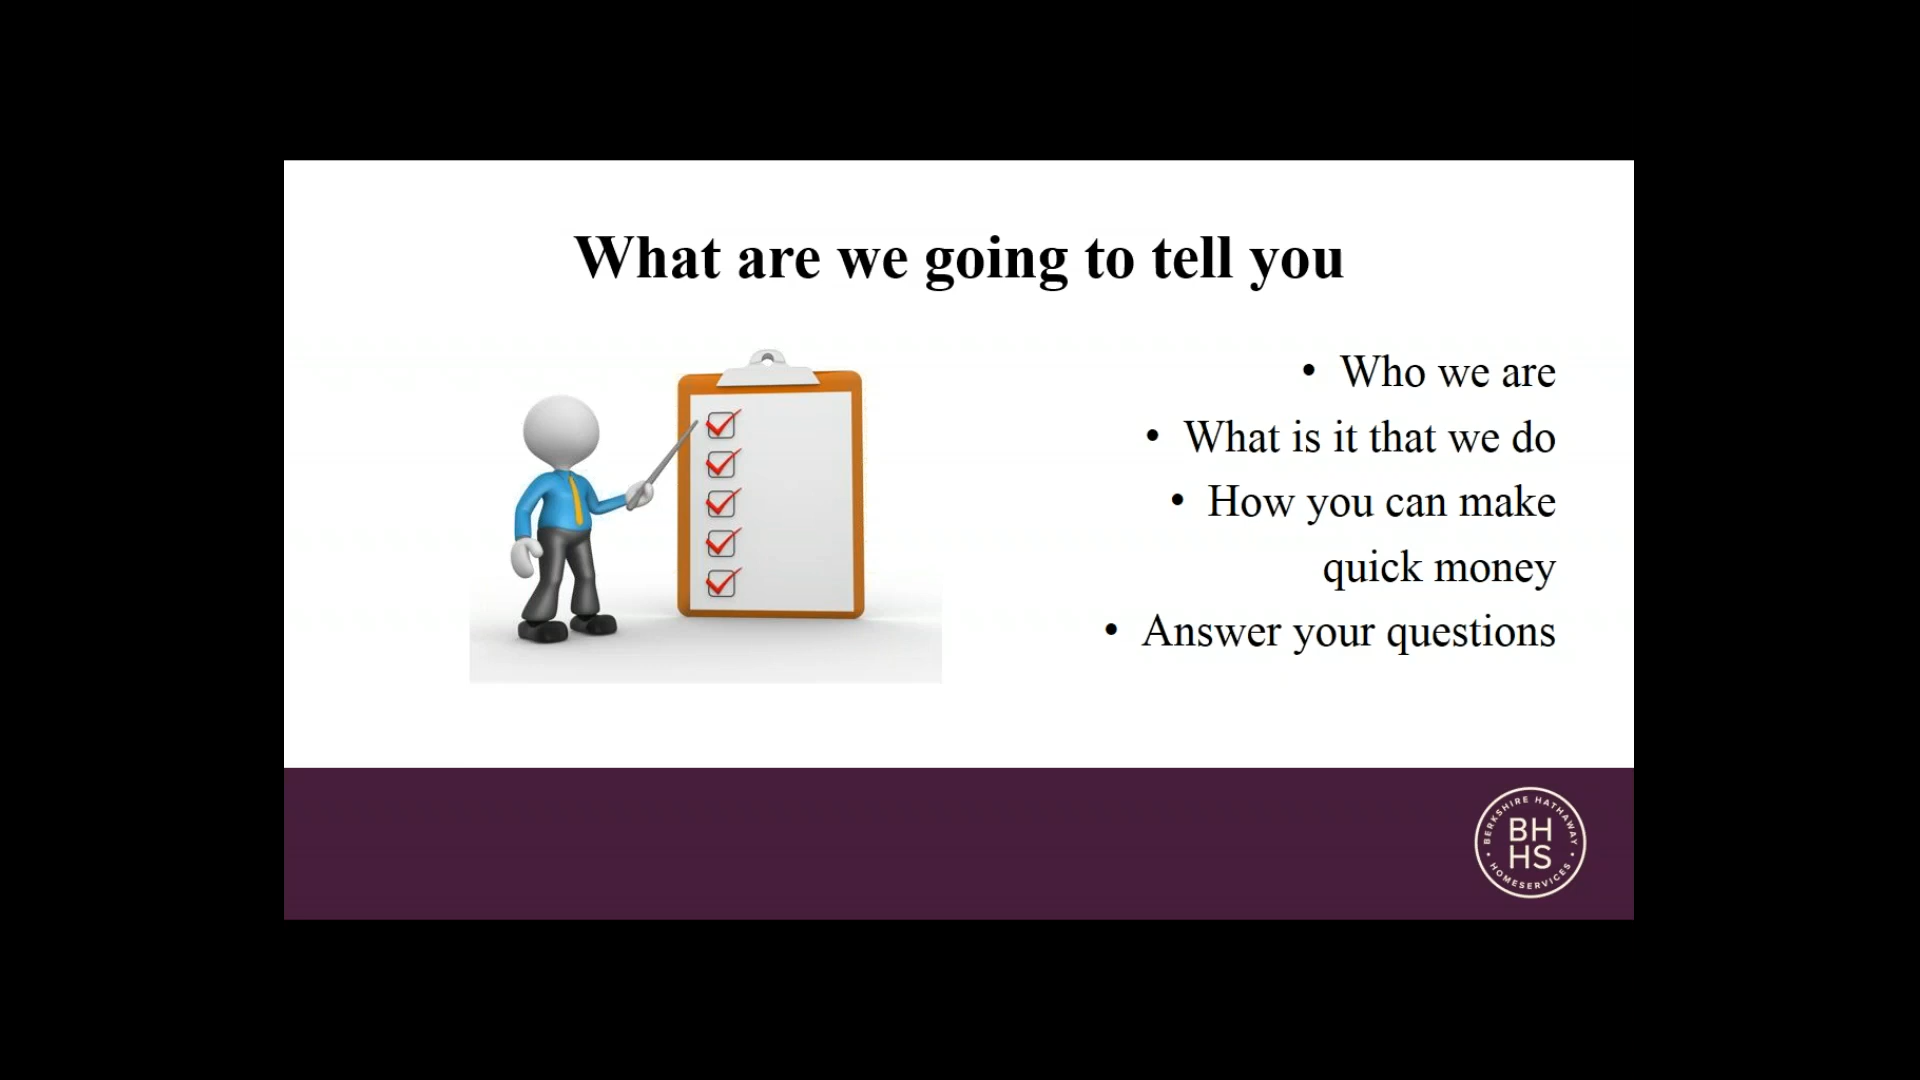 What are we going to tell you
• Who we are
• What is it that we do
• How you can make
quick money
• Answer your questions
BERKSHIRE HATHAWAY
BH
HS
HOMESERVICES